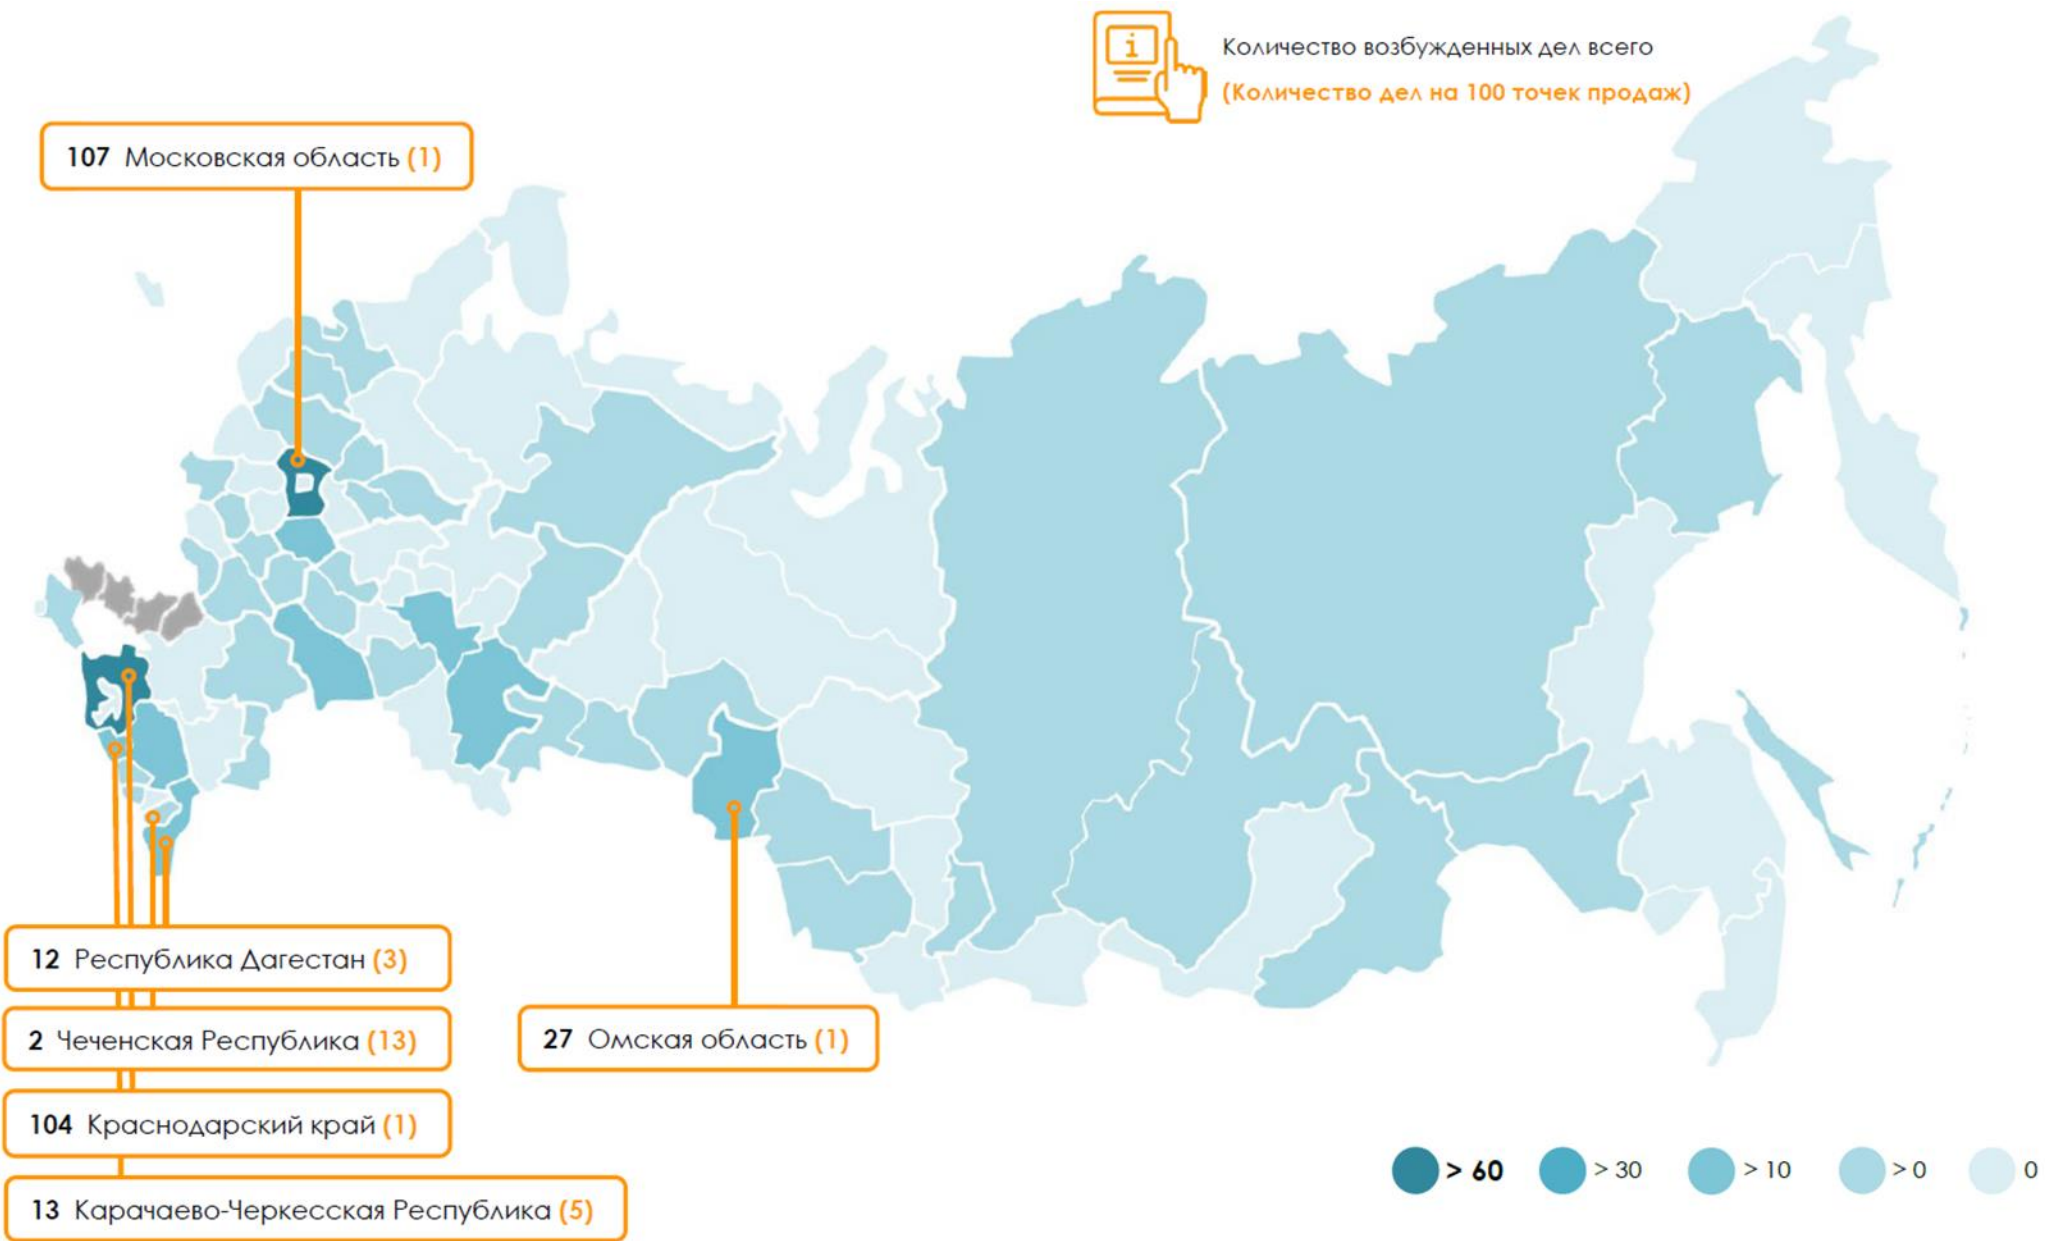 i
Количество возбужденных дел всего
(Количество дел на 100 точек продаж)
107 Московская область (1)
12 Республика Дагестан (3)
2 Чеченская Республика (13)
27 Омская область (1)
104 Краснодарский край (1)
13 Карачаево-Черкесская Республика (5)
> 60 > 30 > 10 > 0 0